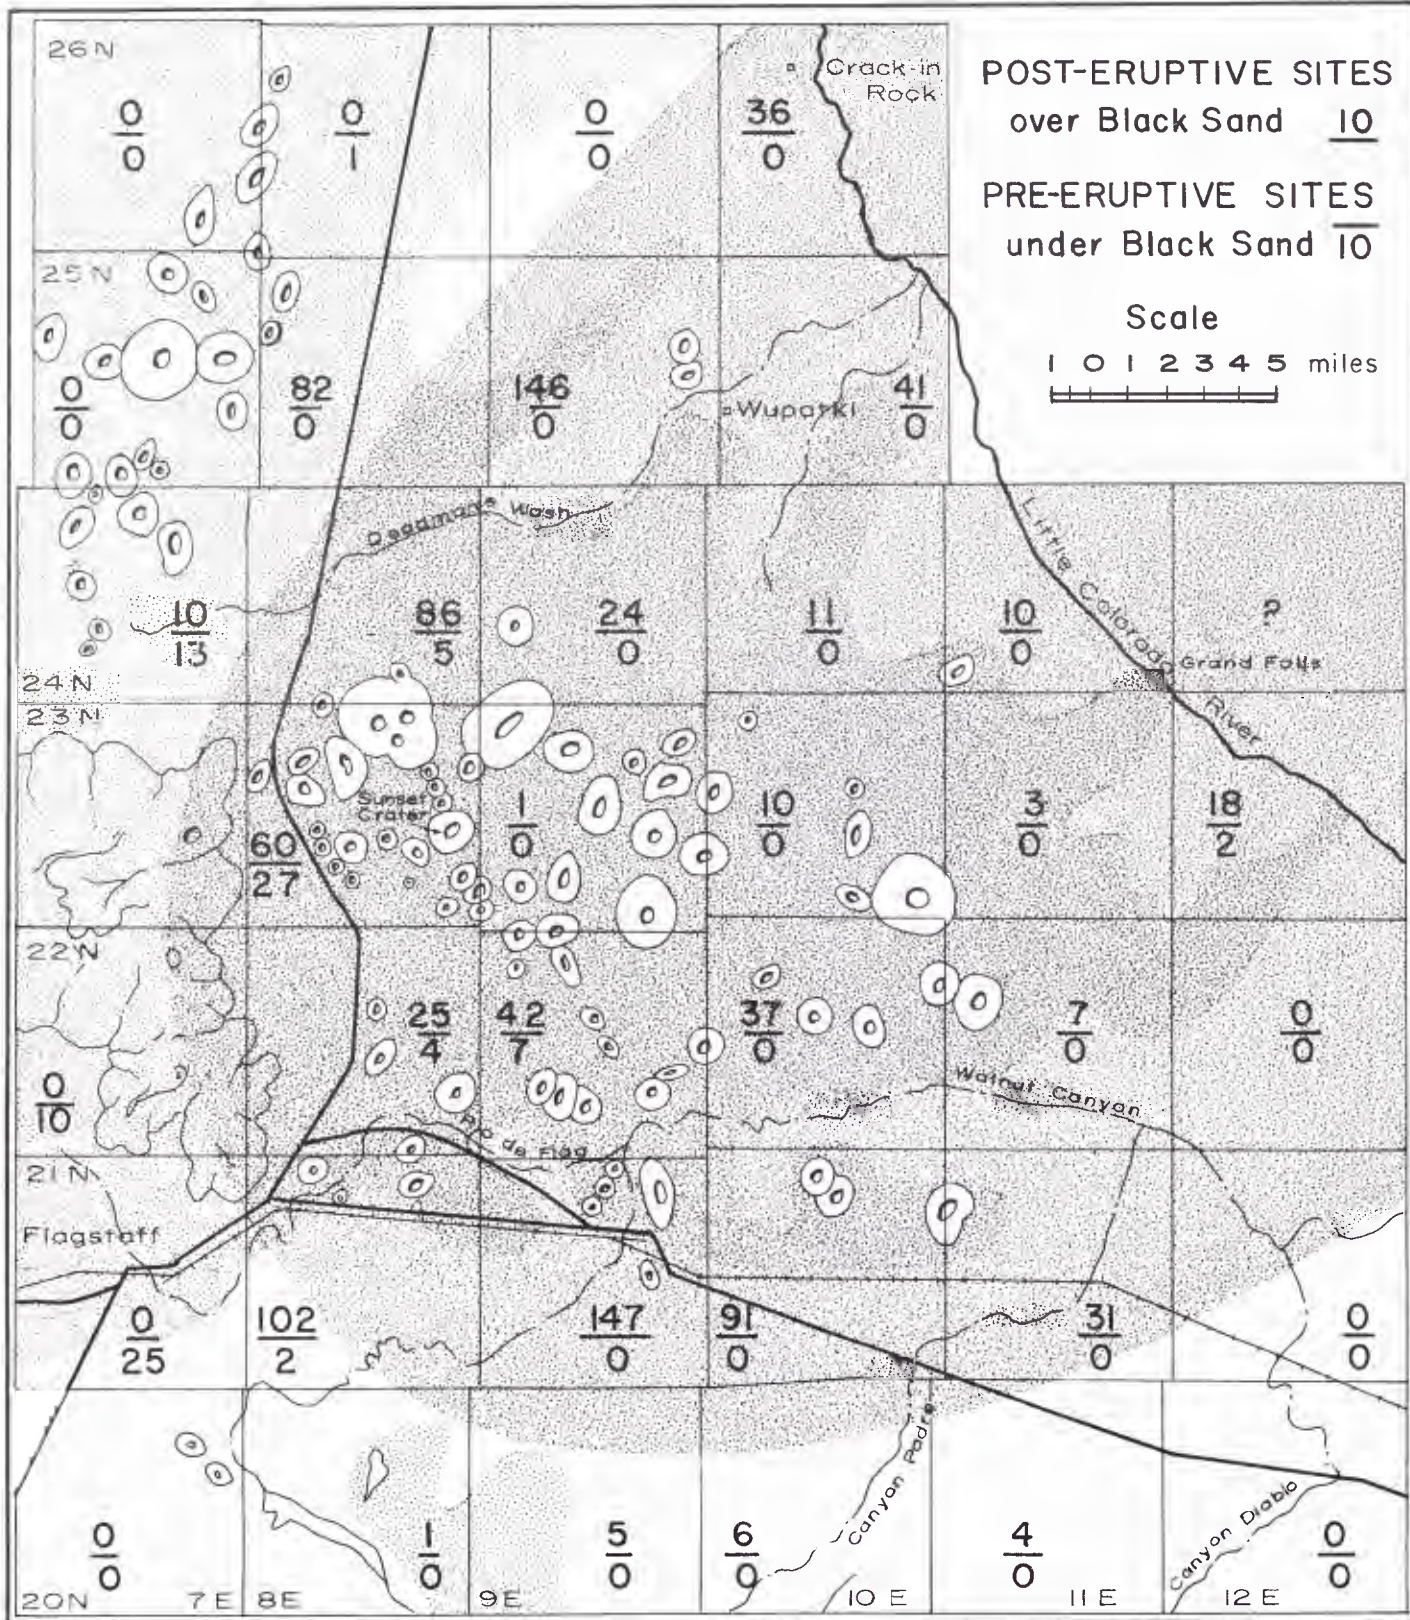 26N
Crack-in
Rock
POST-ERUPTIVE SITES
over Black Sand 10
PRE-ERUPTIVE SITES
under Black Sand 10
Scale
1 0 1 2 3 4 5 miles
0
0
0
1
0
0
36
0
25N
0
0
82
0
146
0
Wupatki
41
0
Deadman's Wash
Little Colorado River
10
13
86
5
24
0
11
0
10
0
?
Grand Falls
24N
23N
Sunset
Crater
60
27
1
0
10
0
3
0
18
2
22N
0
10
25
4
42
7
37
0
7
0
0
0
Walnut Canyon
Rio de Flag
21N
Flagstaff
0
25
102
2
147
0
91
0
31
0
0
0
Canyon Padre
Canyon Diablo
0
0
1
0
5
0
6
0
4
0
0
0
20N 7E 8E 9E 10E 11E 12E